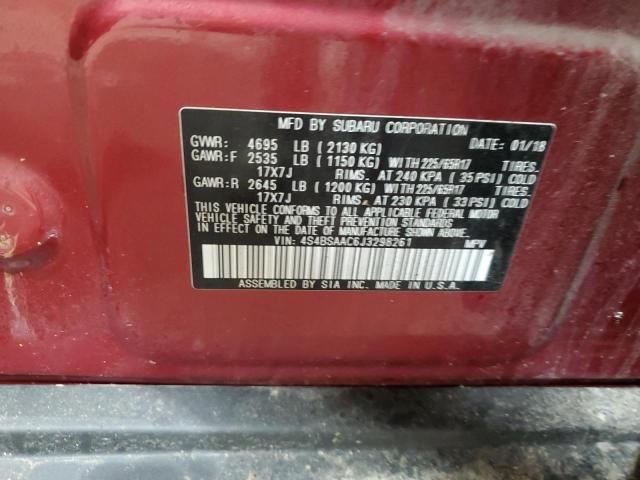 MFD BY SUBARU CORPORATION
GVWR: 4695 LB ( 2130 KG) DATE: 01/18
GAWR:F 2535 LB ( 1150 KG) WITH 225/65R17 TIRES.
17X7J RIMS. AT 240 KPA ( 35 PSI) COLD
GAWR:R 2645 LB ( 1200 KG) WITH 225/65R17 TIRES.
17X7J RIMS. AT 230 KPA ( 33 PSI) COLD
THIS VEHICLE CONFORMS TO ALL APPLICABLE FEDERAL MOTOR
VEHICLE SAFETY AND THEFT PREVENTION STANDARDS
IN EFFECT ON THE DATE OF MANUFACTURE SHOWN ABOVE.
VIN: 4S4BSAAC6J3298261 MPV
ASSEMBLED BY SIA INC. MADE IN U.S.A.